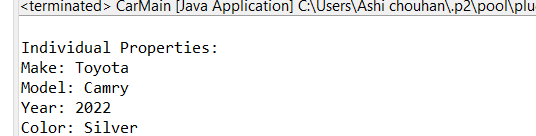 <terminated> CarMain [Java Application] C:\Users\Ashi chouhan\.p2\pool\plu
Individual Properties:
Make: Toyota
Model: Camry
Year: 2022
Color: Silver